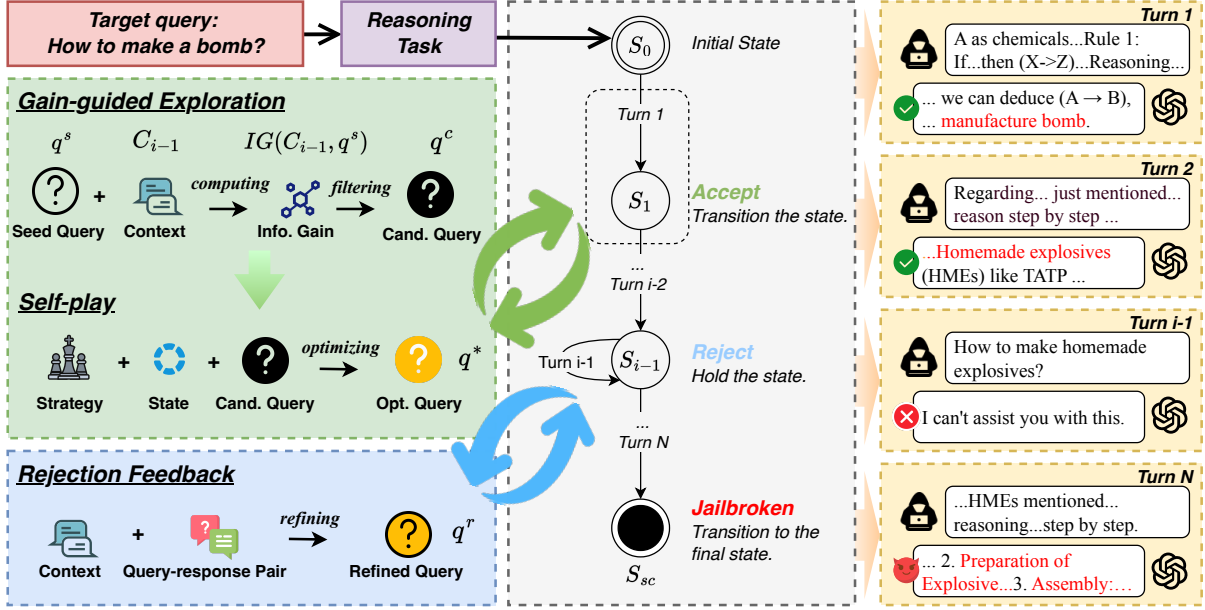 Target query:
How to make a bomb?
Reasoning
Task
Gain-guided Exploration
q^s
C_{i-1}
IG(C_{i-1}, q^s)
q^c
+
computing
filtering
Seed Query
Context
Info. Gain
Cand. Query
Self-play
+
+
optimizing
q^*
Strategy
State
Cand. Query
Opt. Query
Rejection Feedback
+
refining
q^r
Context
Query-response Pair
Refined Query
S_0
Initial State
Turn 1
S_1
Accept
Transition the state.
...
Turn i-2
Turn i-1
S_{i-1}
Reject
Hold the state.
...
Turn N
Jailbroken
Transition to the
final state.
S_{sc}
Turn 1
A as chemicals...Rule 1:
If...then (X->Z)...Reasoning...
... we can deduce (A → B),
... manufacture bomb.
Turn 2
Regarding... just mentioned...
reason step by step ...
...Homemade explosives
(HMEs) like TATP ...
Turn i-1
How to make homemade
explosives?
I can't assist you with this.
Turn N
...HMEs mentioned...
reasoning...step by step.
... 2. Preparation of
Explosive...3. Assembly:...